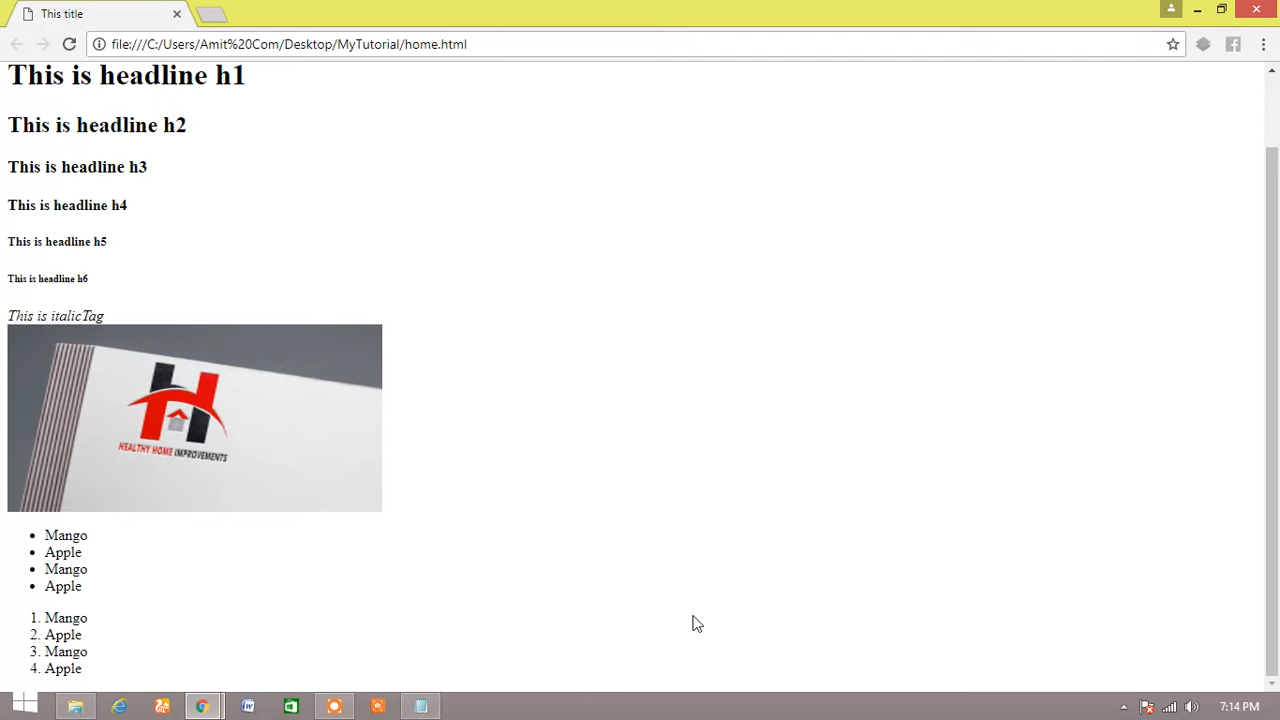 This title
file:///C:/Users/Amit%20Com/Desktop/MyTutorial/home.html
This is headline h1
This is headline h2
This is headline h3
This is headline h4
This is headline h5
This is headline h6
This is italicTag
HEALTHY HOME IMPROVEMENTS
• Mango
• Apple
• Mango
• Apple
1. Mango
2. Apple
3. Mango
4. Apple
7:14 PM